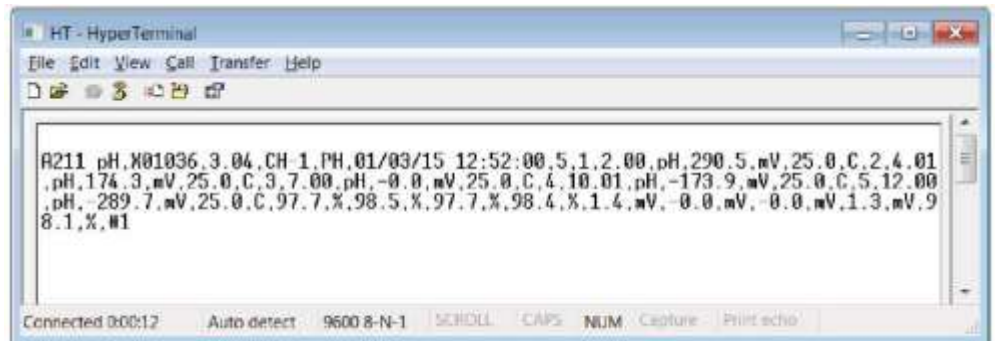 HT - HyperTerminal
File Edit View Call Transfer Help
A211 pH,X01036,3.04,CH-1,PH,01/03/15 12:52:00,5,1,2.00,pH,290.5,mV,25.0,C,2,4.01
,pH,174.3,mV,25.0,C,3,7.00,pH,-0.0,mV,25.0,C,4,10.01,pH,-173.9,mV,25.0,C,5,12.00
,pH,-289.7,mV,25.0,C,97.7,%,98.5,%,97.7,%,98.4,%,1.4,mV,-0.0,mV,-0.0,mV,1.3,mV,9
8.1,%,#1
Connected 0:00:12 Auto detect 9600 8-N-1 SCROLL CAPS NUM Capture Print echo